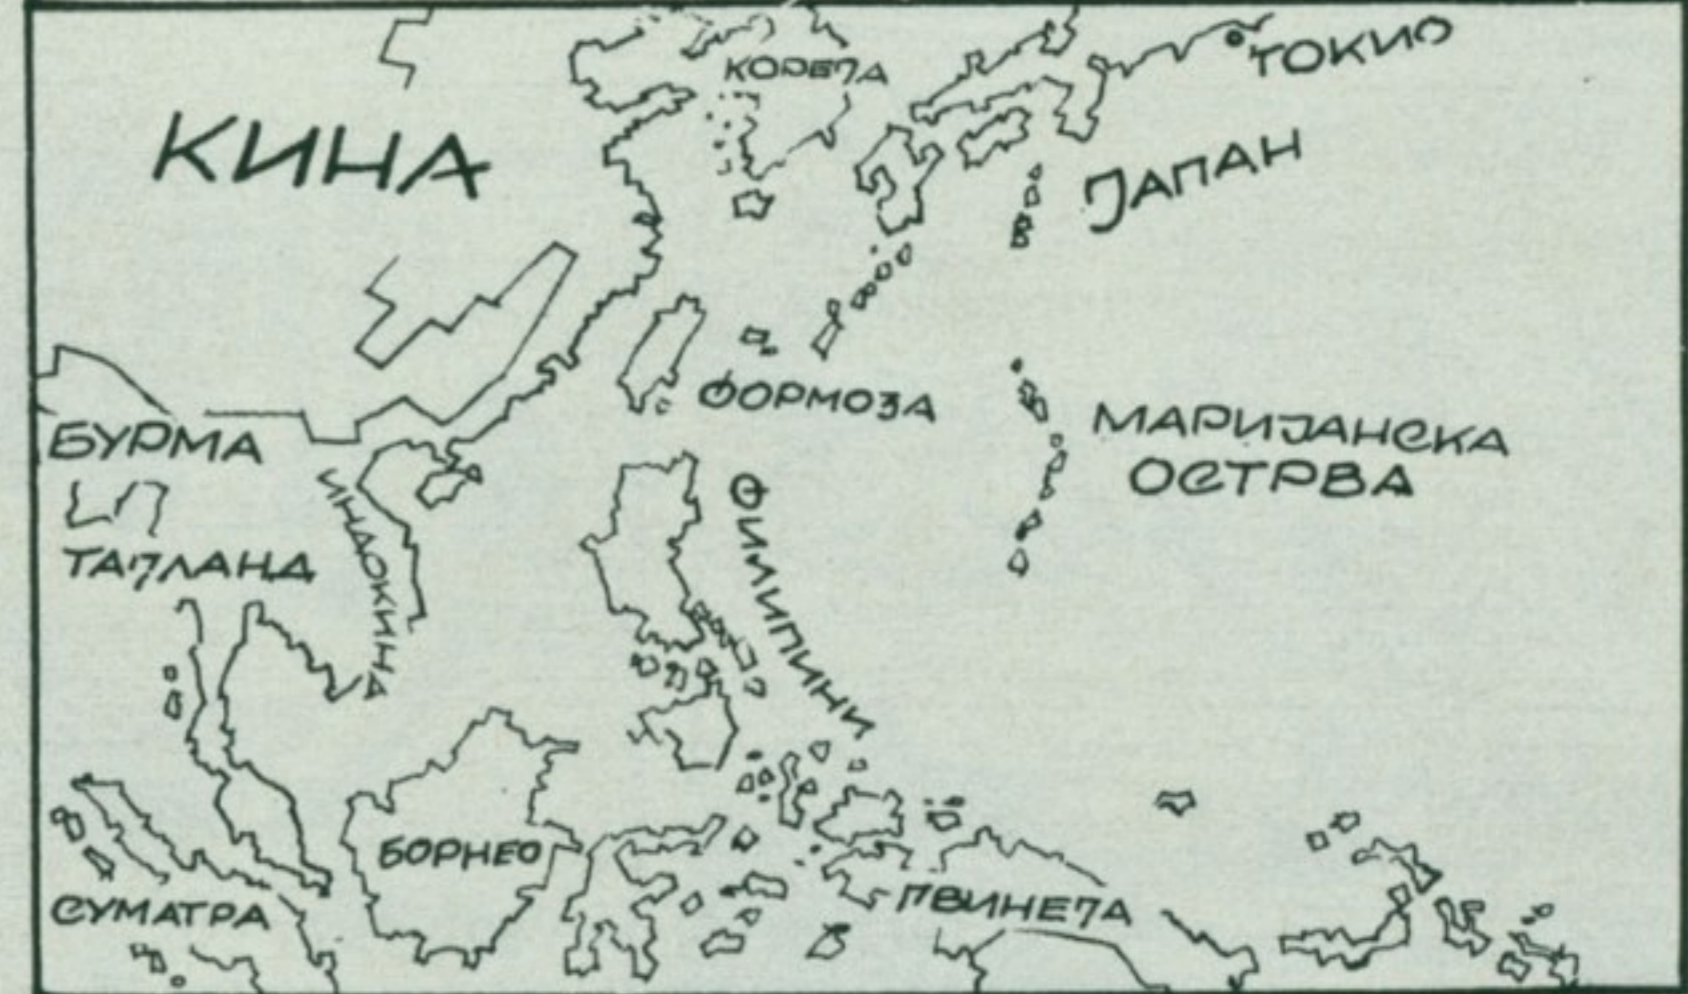 ТОКИО
КОРЕЈА
КИНА
ЈАПАН
ФОРМОЗА
МАРИЈАНСКА
ОСТРВА
БУРМА
ИНДОКИНА
ФИЛИПИНИ
ТАЈЛАНД
БОРНЕО
СУМАТРА
ГВИНЕЈА